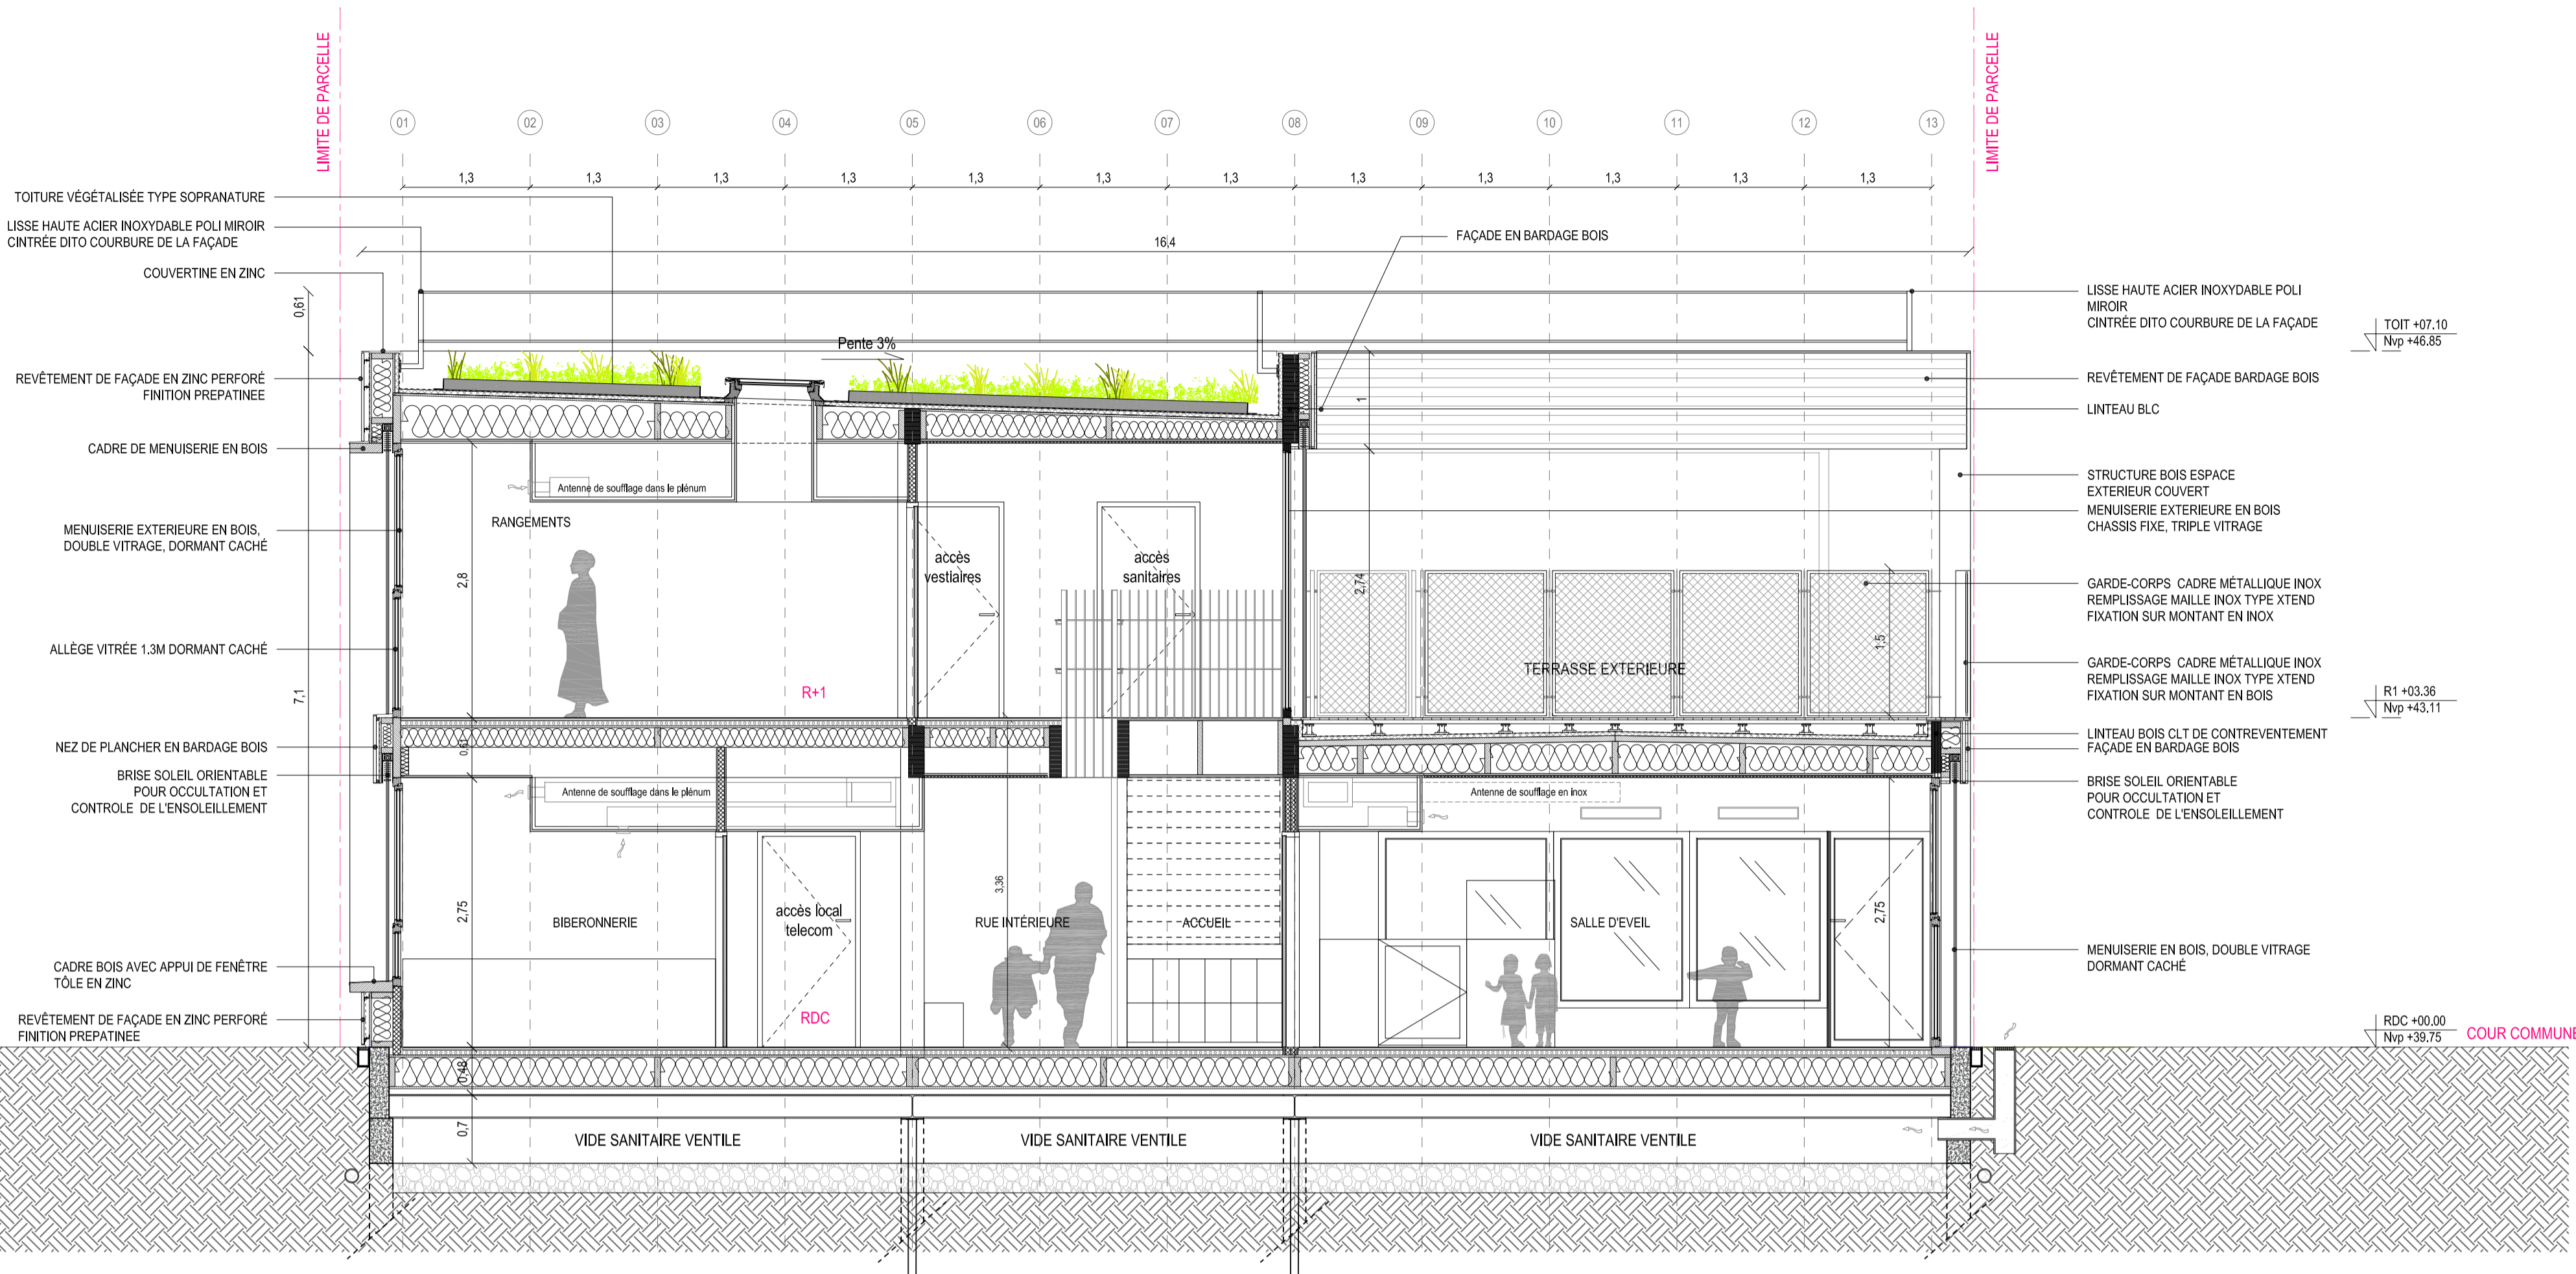 LIMITE DE PARCELLE
LIMITE DE PARCELLE
01
02
03
04
05
06
07
08
09
10
11
12
13
1,3
1,3
1,3
1,3
1,3
1,3
1,3
1,3
1,3
1,3
1,3
1,3
16,4
TOITURE VÉGÉTALISÉE TYPE SOPRANATURE
LISSE HAUTE ACIER INOXYDABLE POLI MIROIR
CINTRÉE DITO COURBURE DE LA FAÇADE
COUVERTINE EN ZINC
REVÊTEMENT DE FAÇADE EN ZINC PERFORÉ
FINITION PREPATINEE
CADRE DE MENUISERIE EN BOIS
MENUISERIE EXTERIEURE EN BOIS,
DOUBLE VITRAGE, DORMANT CACHÉ
ALLÈGE VITRÉE 1.3M DORMANT CACHÉ
NEZ DE PLANCHER EN BARDAGE BOIS
BRISE SOLEIL ORIENTABLE
POUR OCCULTATION ET
CONTROLE DE L'ENSOLEILLEMENT
CADRE BOIS AVEC APPUI DE FENÊTRE
TÔLE EN ZINC
REVÊTEMENT DE FAÇADE EN ZINC PERFORÉ
FINITION PREPATINEE
0,61
7,1
FAÇADE EN BARDAGE BOIS
Pente 3%
1
Antenne de soufflage dans le plénum
RANGEMENTS
2,8
accès
vestiaires
accès
sanitaires
R+1
2,74
1,5
TERRASSE EXTERIEURE
0,61
Antenne de soufflage dans le plénum
Antenne de soufflage en inox
2,75
BIBERONNERIE
accès local
telecom
RDC
3,36
RUE INTÉRIEURE
ACCUEIL
SALLE D'EVEIL
2,75
0,48
0,7
VIDE SANITAIRE VENTILE
VIDE SANITAIRE VENTILE
VIDE SANITAIRE VENTILE
LISSE HAUTE ACIER INOXYDABLE POLI
MIROIR
CINTRÉE DITO COURBURE DE LA FAÇADE
REVÊTEMENT DE FAÇADE BARDAGE BOIS
LINTEAU BLC
STRUCTURE BOIS ESPACE
EXTERIEUR COUVERT
MENUISERIE EXTERIEURE EN BOIS
CHASSIS FIXE, TRIPLE VITRAGE
GARDE-CORPS CADRE MÉTALLIQUE INOX
REMPLISSAGE MAILLE INOX TYPE XTEND
FIXATION SUR MONTANT EN INOX
GARDE-CORPS CADRE MÉTALLIQUE INOX
REMPLISSAGE MAILLE INOX TYPE XTEND
FIXATION SUR MONTANT EN BOIS
LINTEAU BOIS CLT DE CONTREVENTEMENT
FAÇADE EN BARDAGE BOIS
BRISE SOLEIL ORIENTABLE
POUR OCCULTATION ET
CONTROLE DE L'ENSOLEILLEMENT
MENUISERIE EN BOIS, DOUBLE VITRAGE
DORMANT CACHÉ
TOIT +07.10
Nvp +46.85
R1 +03.36
Nvp +43,11
RDC +00.00
Nvp +39.75
COUR COMMUNE